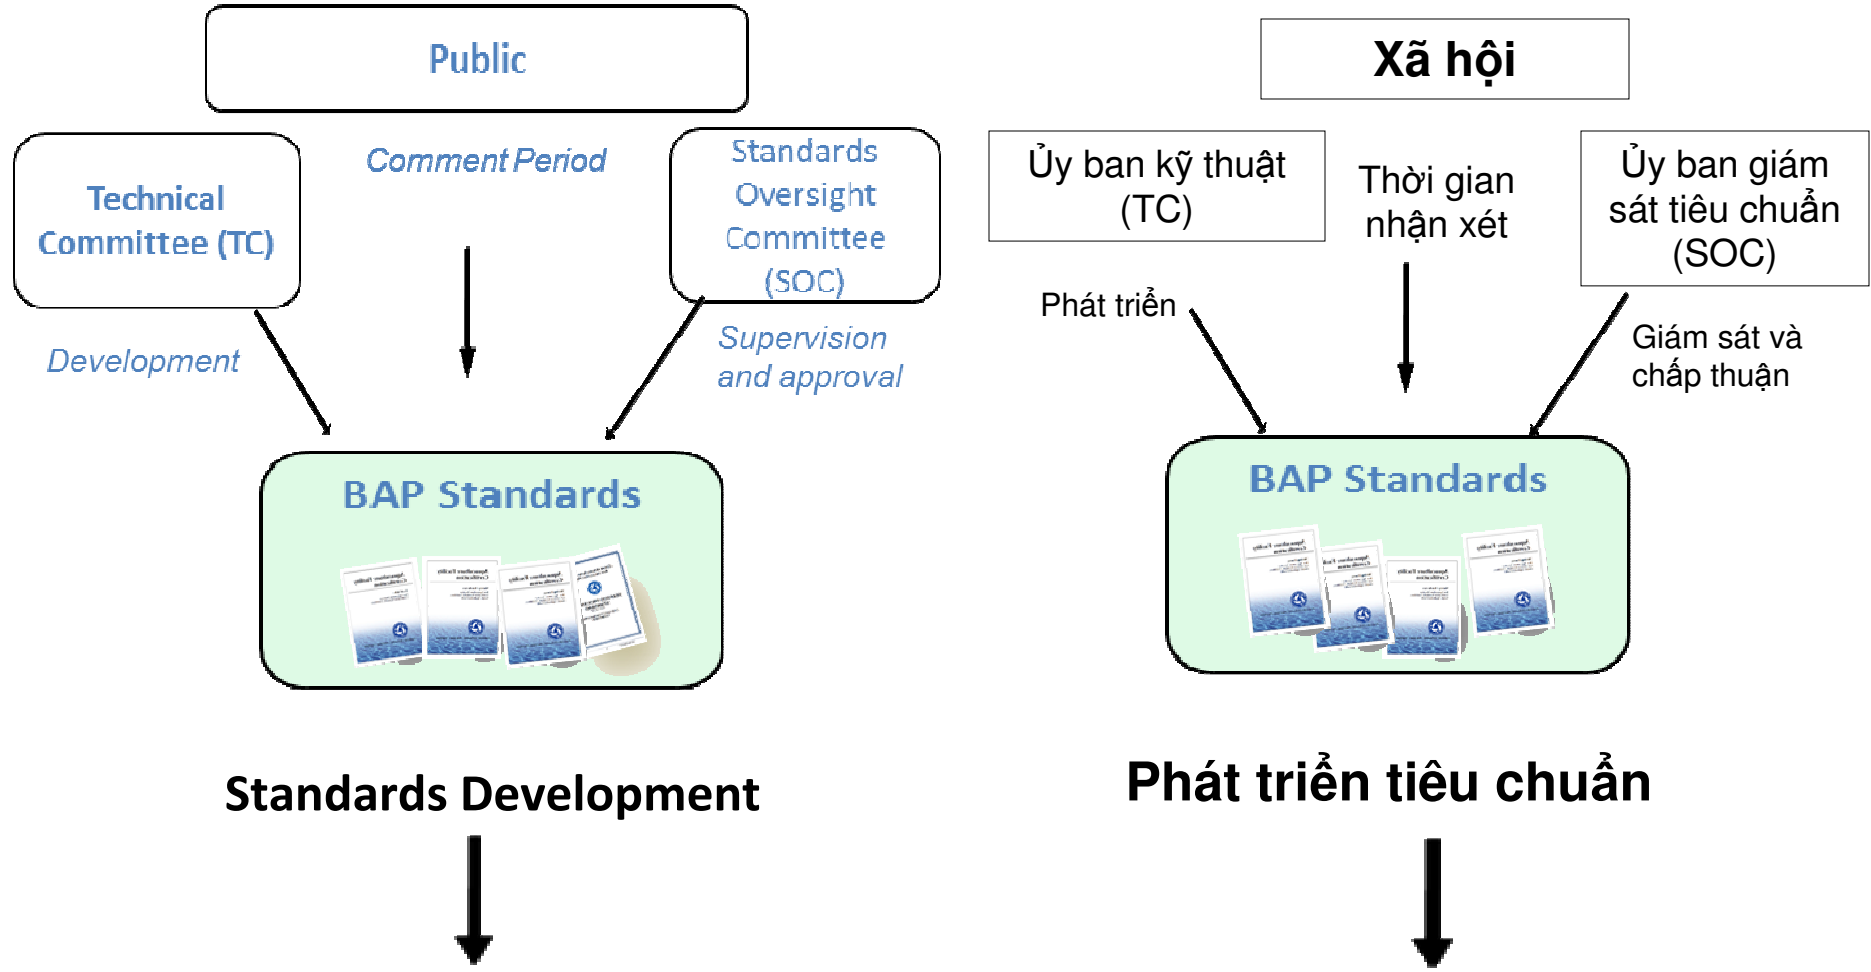 Public
Comment Period
Technical
Committee (TC)
Standards
Oversight
Committee
(SOC)
Development
Supervision
and approval
BAP Standards
Standards Development
Xã hội
Ủy ban kỹ thuật
(TC)
Thời gian
nhận xét
Ủy ban giám
sát tiêu chuẩn
(SOC)
Phát triển
Giám sát và
chấp thuận
BAP Standards
Phát triển tiêu chuẩn